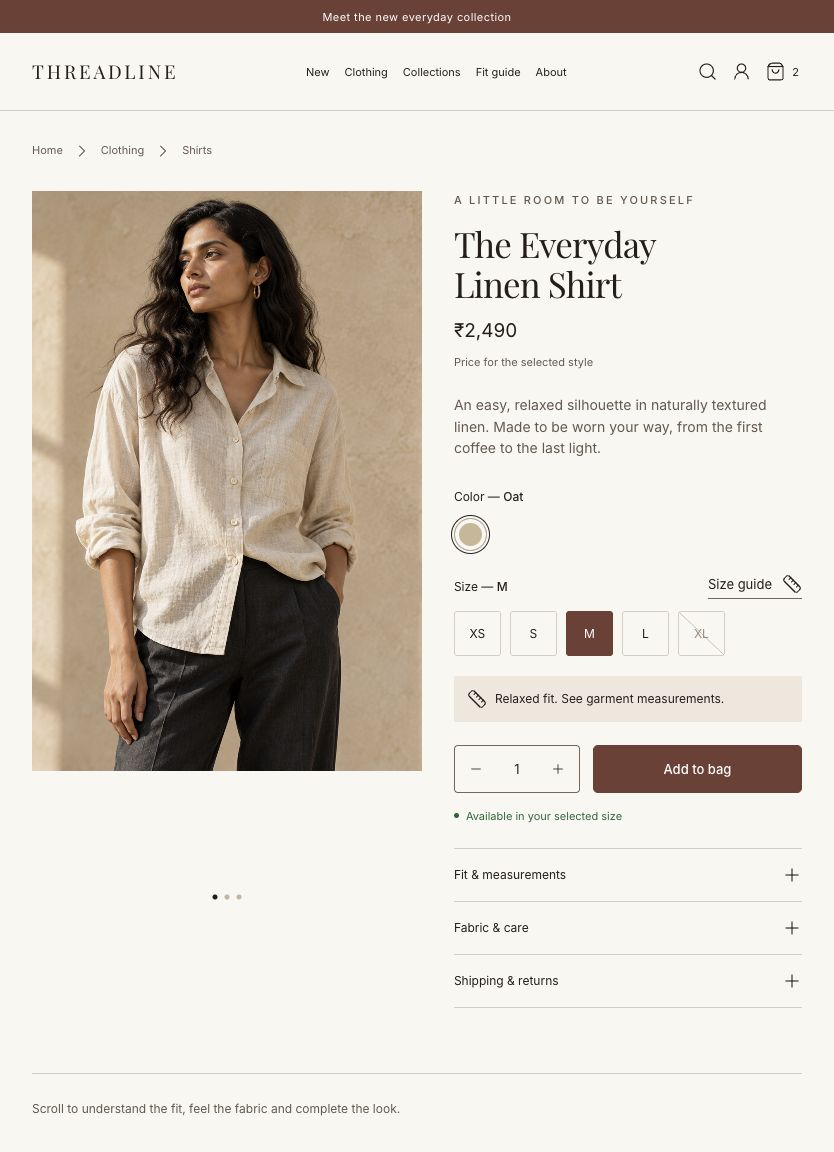 Meet the new everyday collection
THREADLINE
New Clothing Collections Fit guide About
2
Home Clothing Shirts
A LITTLE ROOM TO BE YOURSELF
The Everyday
Linen Shirt
₹2,490
Price for the selected style
An easy, relaxed silhouette in naturally textured
linen. Made to be worn your way, from the first
coffee to the last light.
Color — Oat
Size — M
Size guide
XS S M L XL
Relaxed fit. See garment measurements.
1
Add to bag
Available in your selected size
Fit & measurements
Fabric & care
Shipping & returns
Scroll to understand the fit, feel the fabric and complete the look.